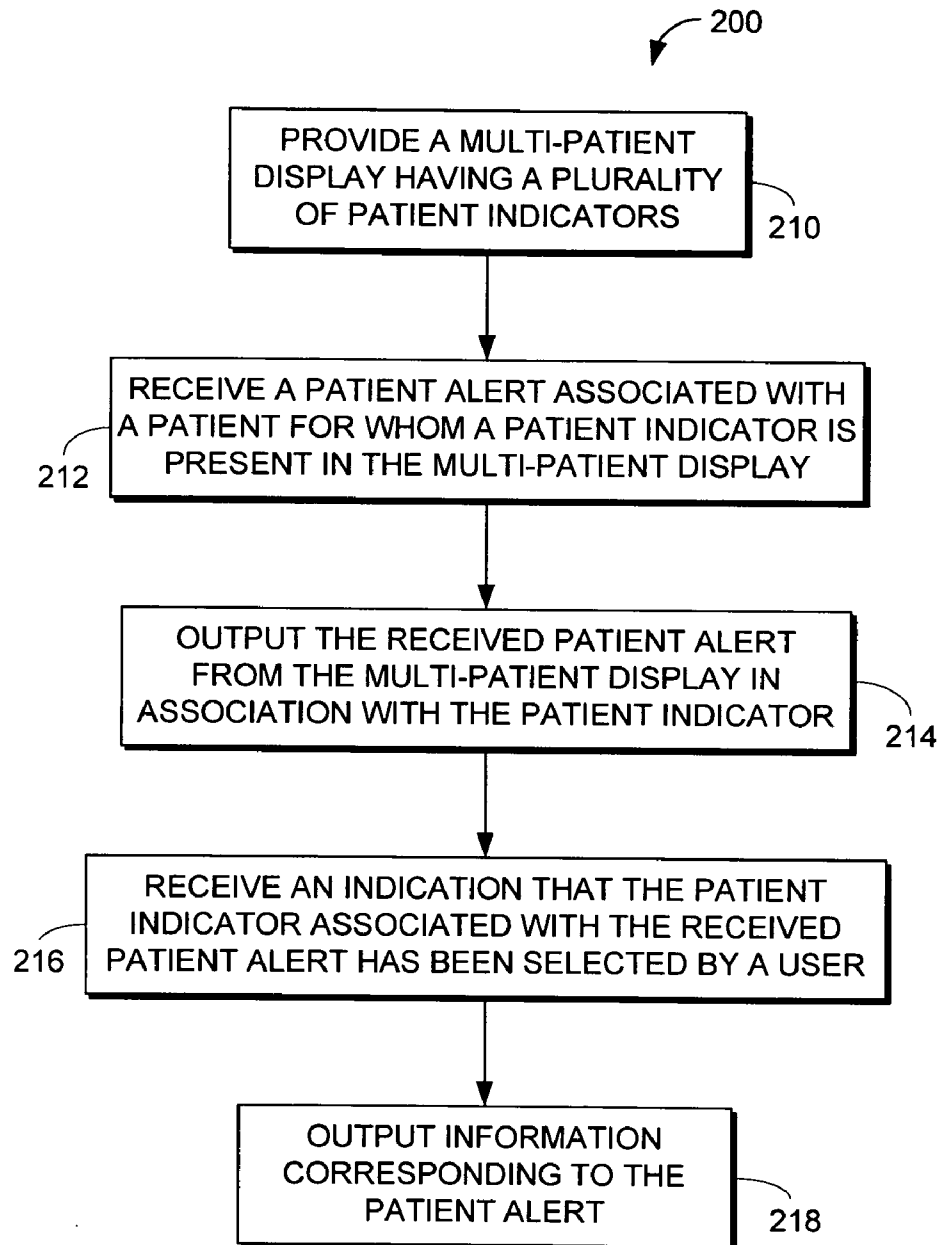 200
PROVIDE A MULTI-PATIENT
DISPLAY HAVING A PLURALITY
OF PATIENT INDICATORS
210
RECEIVE A PATIENT ALERT ASSOCIATED WITH
A PATIENT FOR WHOM A PATIENT INDICATOR IS
PRESENT IN THE MULTI-PATIENT DISPLAY
212
OUTPUT THE RECEIVED PATIENT ALERT
FROM THE MULTI-PATIENT DISPLAY IN
ASSOCIATION WITH THE PATIENT INDICATOR
214
RECEIVE AN INDICATION THAT THE PATIENT
INDICATOR ASSOCIATED WITH THE RECEIVED
PATIENT ALERT HAS BEEN SELECTED BY A USER
216
OUTPUT INFORMATION
CORRESPONDING TO THE
PATIENT ALERT
218